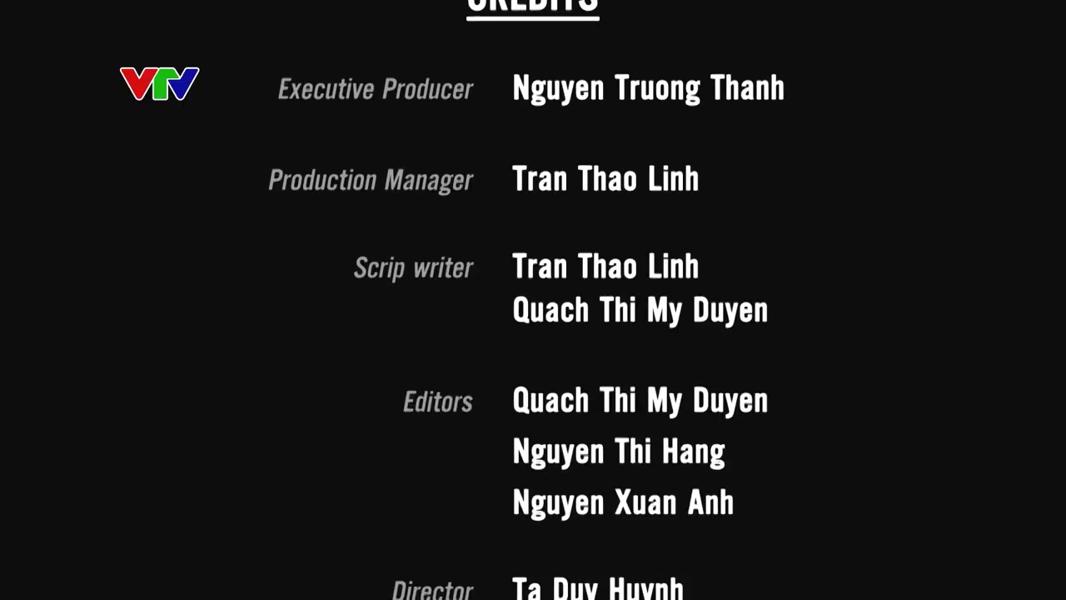 CREDITS
VTV
Executive Producer Nguyen Truong Thanh
Production Manager Tran Thao Linh
Scrip writer Tran Thao Linh
Quach Thi My Duyen
Editors Quach Thi My Duyen
Nguyen Thi Hang
Nguyen Xuan Anh
Director Ta Duy Huynh